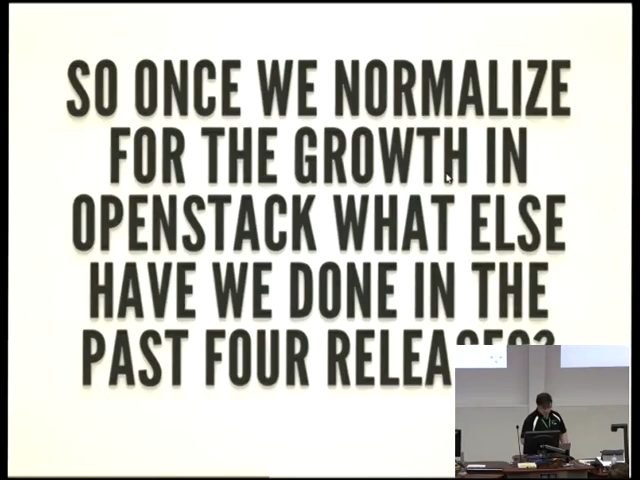 SO ONCE WE NORMALIZE
FOR THE GROWTH IN
OPENSTACK WHAT ELSE
HAVE WE DONE IN THE
PAST FOUR